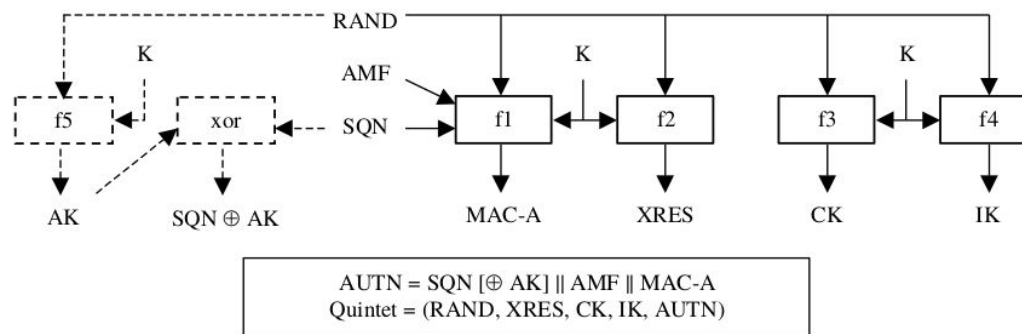 RAND
K
K
K
AMF
f5
xor
SQN
f1
f2
f3
f4
AK
SQN ⊕ AK
MAC-A
XRES
CK
IK
AUTN = SQN [⊕ AK] || AMF || MAC-A
Quintet = (RAND, XRES, CK, IK, AUTN)